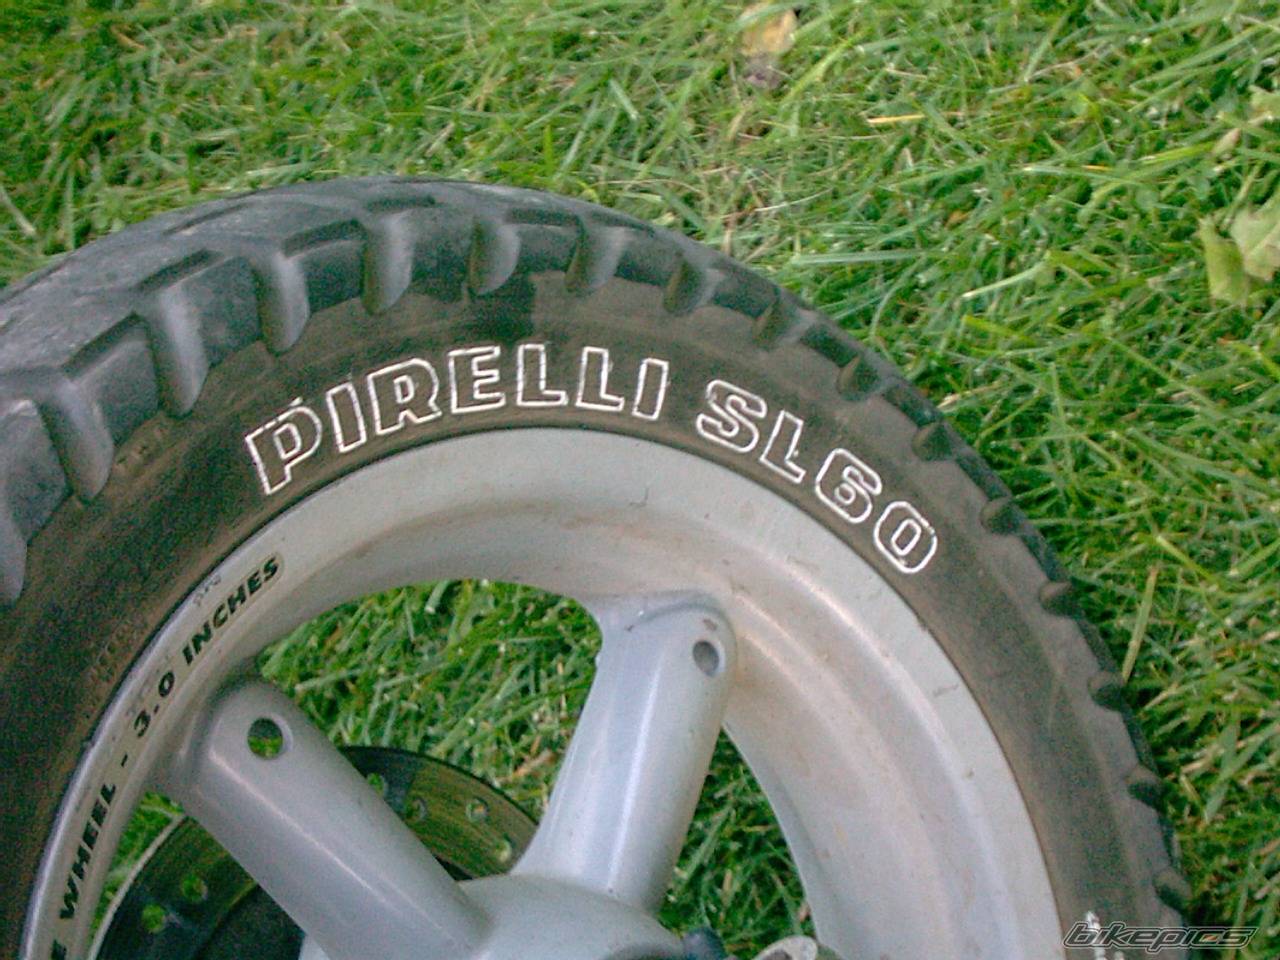 PIRELLI SL60
WHEEL - 3.0 INCHES
bikepics